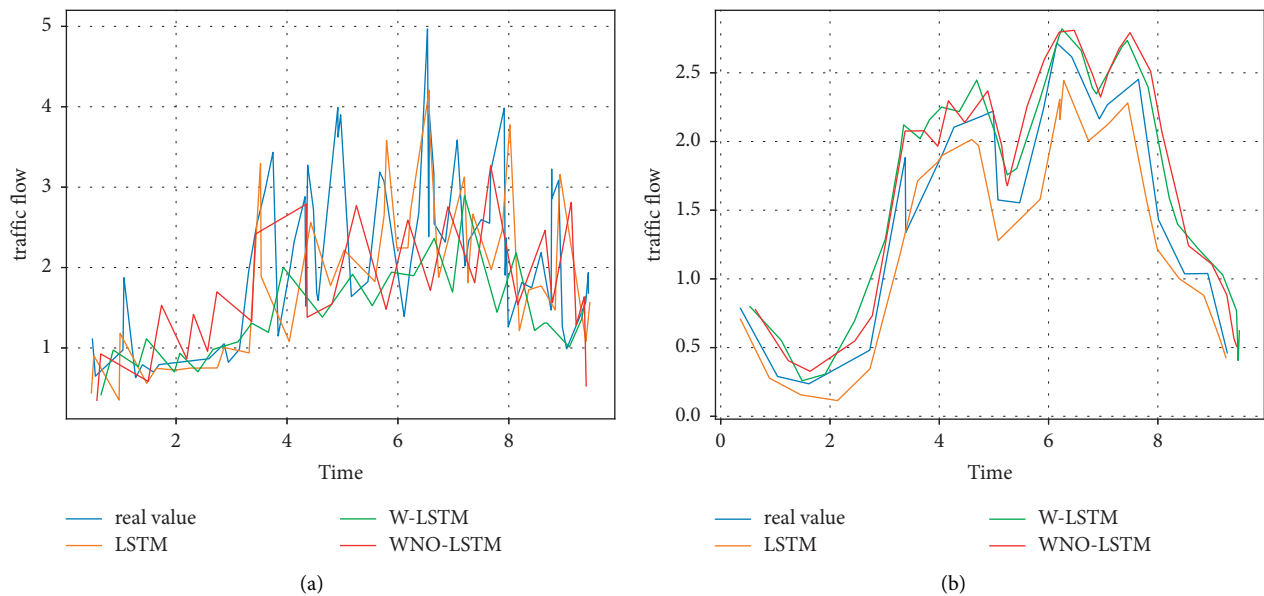 5
4
3
2
1
traffic flow
2 4 6 8
Time
real value W-LSTM
LSTM WNO-LSTM
(a)
2.5
2.0
1.5
1.0
0.5
0.0
traffic flow
0 2 4 6 8
Time
real value W-LSTM
LSTM WNO-LSTM
(b)